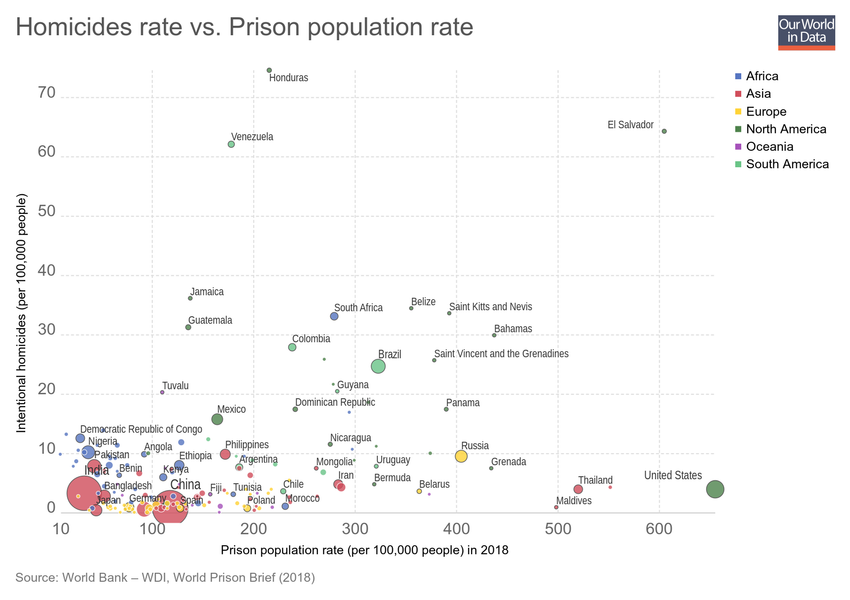 Homicides rate vs. Prison population rate
Our World
in Data
Africa
Asia
Europe
North America
Oceania
South America
Intentional homicides (per 100,000 people)
70
60
50
40
30
20
10
0
Honduras
El Salvador
Venezuela
Jamaica
Guatemala
South Africa
Belize
Saint Kitts and Nevis
Bahamas
Colombia
Brazil
Saint Vincent and the Grenadines
Tuvalu
Guyana
Dominican Republic
Panama
Mexico
Democratic Republic of Congo
Nigeria
Angola
Philippines
Nicaragua
Russia
Pakistan
Ethiopia
Argentina
Mongolia
Uruguay
Grenada
India
Benin
Kenya
Iran
Bermuda
United States
Bangladesh
China
Fiji
Tunisia
Chile
Belarus
Thailand
Japan
Germany
Spain
Poland
Morocco
Maldives
10 100 200 300 400 500 600
Prison population rate (per 100,000 people) in 2018
Source: World Bank – WDI, World Prison Brief (2018)